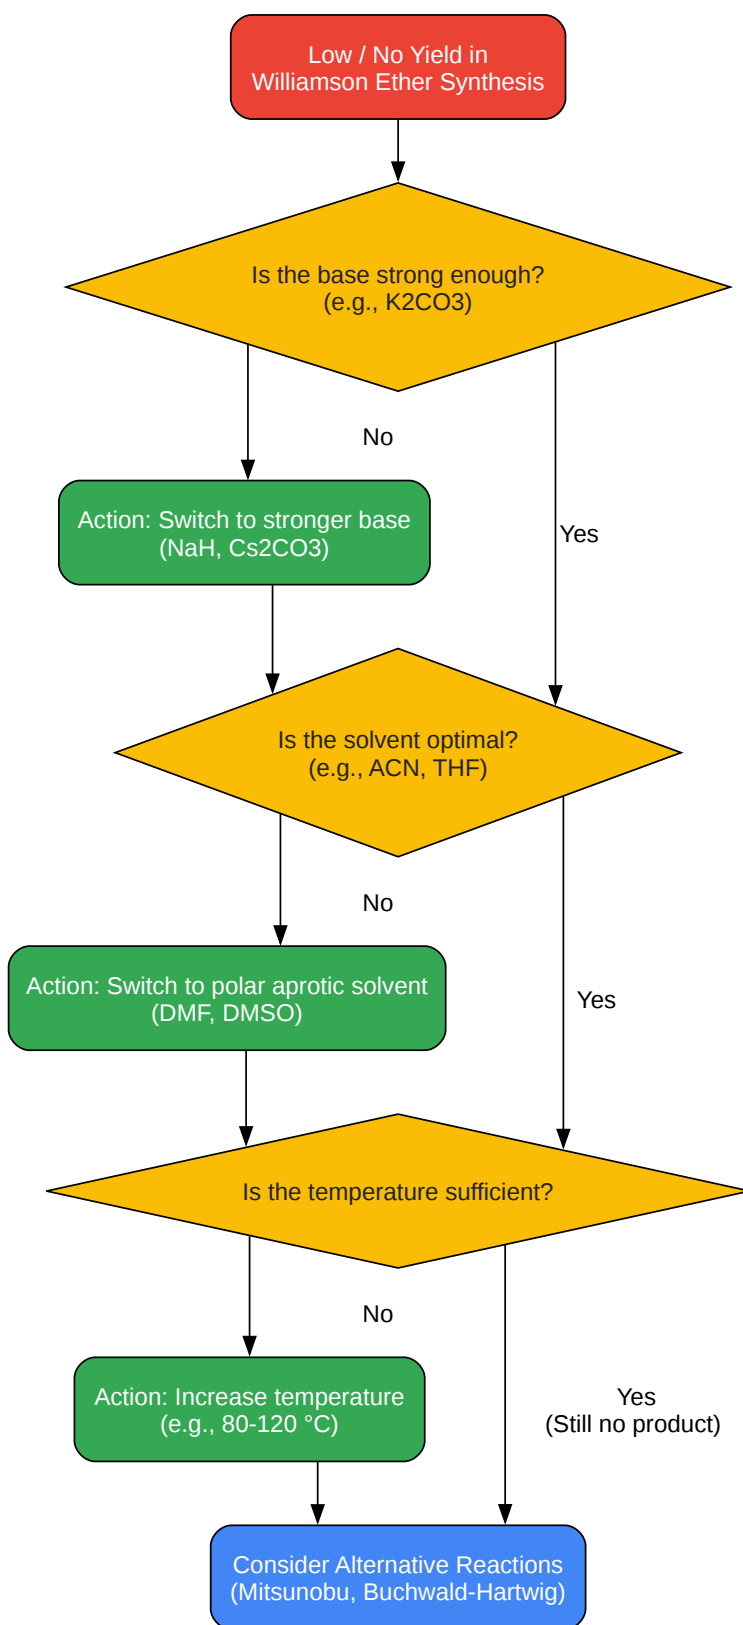 Low / No Yield in
Williamson Ether Synthesis
Is the base strong enough?
(e.g., K2CO3)
No
Action: Switch to stronger base
(NaH, Cs2CO3)
Yes
Is the solvent optimal?
(e.g., ACN, THF)
No
Action: Switch to polar aprotic solvent
(DMF, DMSO)
Yes
Is the temperature sufficient?
No
Action: Increase temperature
(e.g., 80-120 °C)
Yes
(Still no product)
Consider Alternative Reactions
(Mitsunobu, Buchwald-Hartwig)